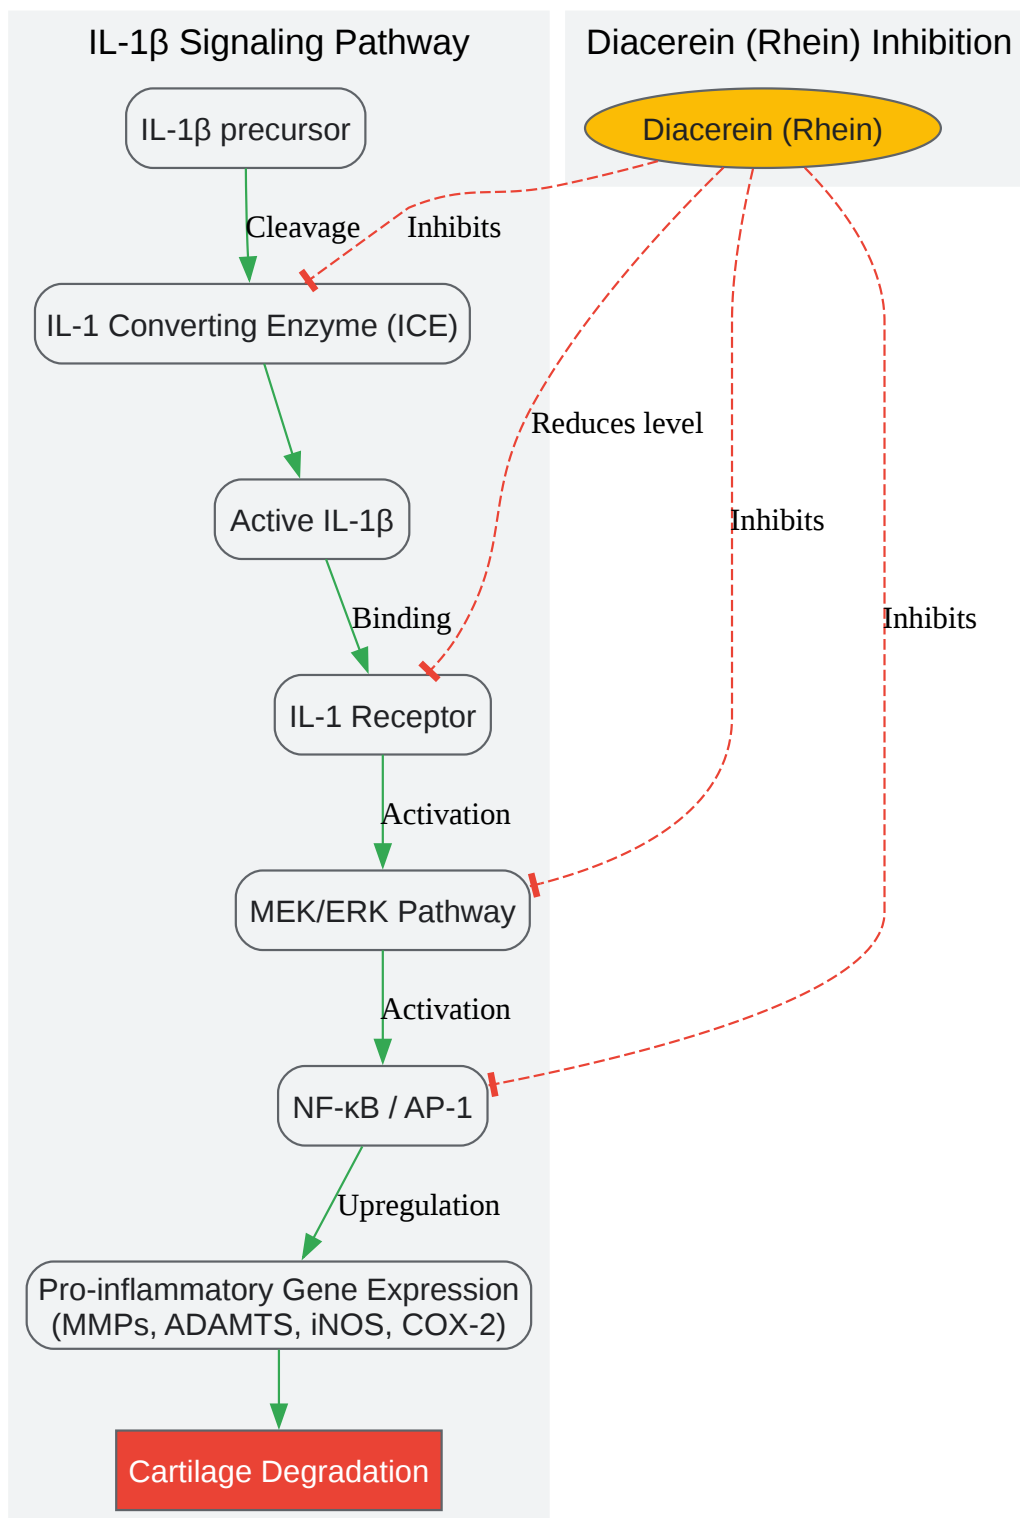 IL-1β Signaling Pathway
Diacerein (Rhein) Inhibition
IL-1β precursor
Diacerein (Rhein)
Cleavage
Inhibits
IL-1 Converting Enzyme (ICE)
Reduces level
Active IL-1β
Inhibits
Binding
Inhibits
IL-1 Receptor
Activation
MEK/ERK Pathway
Activation
NF-κB / AP-1
Upregulation
Pro-inflammatory Gene Expression
(MMPs, ADAMTS, iNOS, COX-2)
Cartilage Degradation